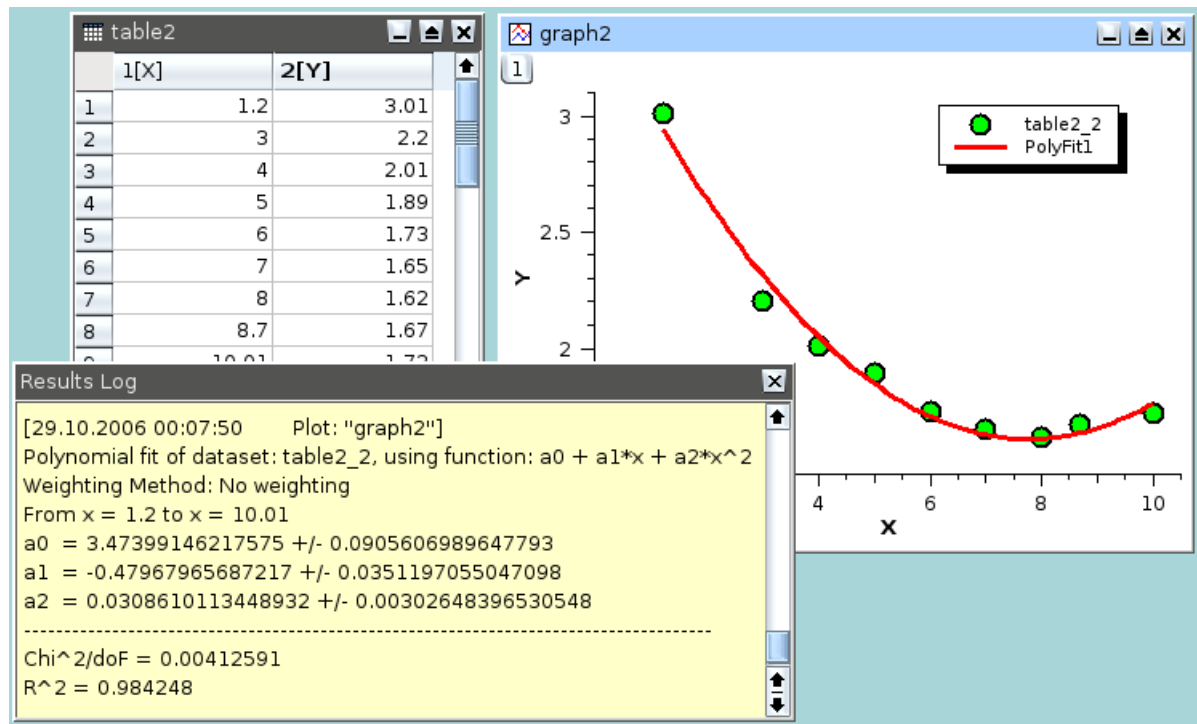 table2
1[X] 2[Y]
1 1.2 3.01
2 3 2.2
3 4 2.01
4 5 1.89
5 6 1.73
6 7 1.65
7 8 1.62
8 8.7 1.67
9 10.01 1.72
graph2
1
3
2.5
2
Y
table2_2
PolyFit1
4 6 8 10
X
Results Log
[29.10.2006 00:07:50 Plot: "graph2"]
Polynomial fit of dataset: table2_2, using function: a0 + a1*x + a2*x^2
Weighting Method: No weighting
From x = 1.2 to x = 10.01
a0 = 3.47399146217575 +/- 0.0905606989647793
a1 = -0.47967965687217 +/- 0.0351197055047098
a2 = 0.0308610113448932 +/- 0.00302648396530548
--------------------------------------------------------------------------------------
Chi^2/doF = 0.00412591
R^2 = 0.984248